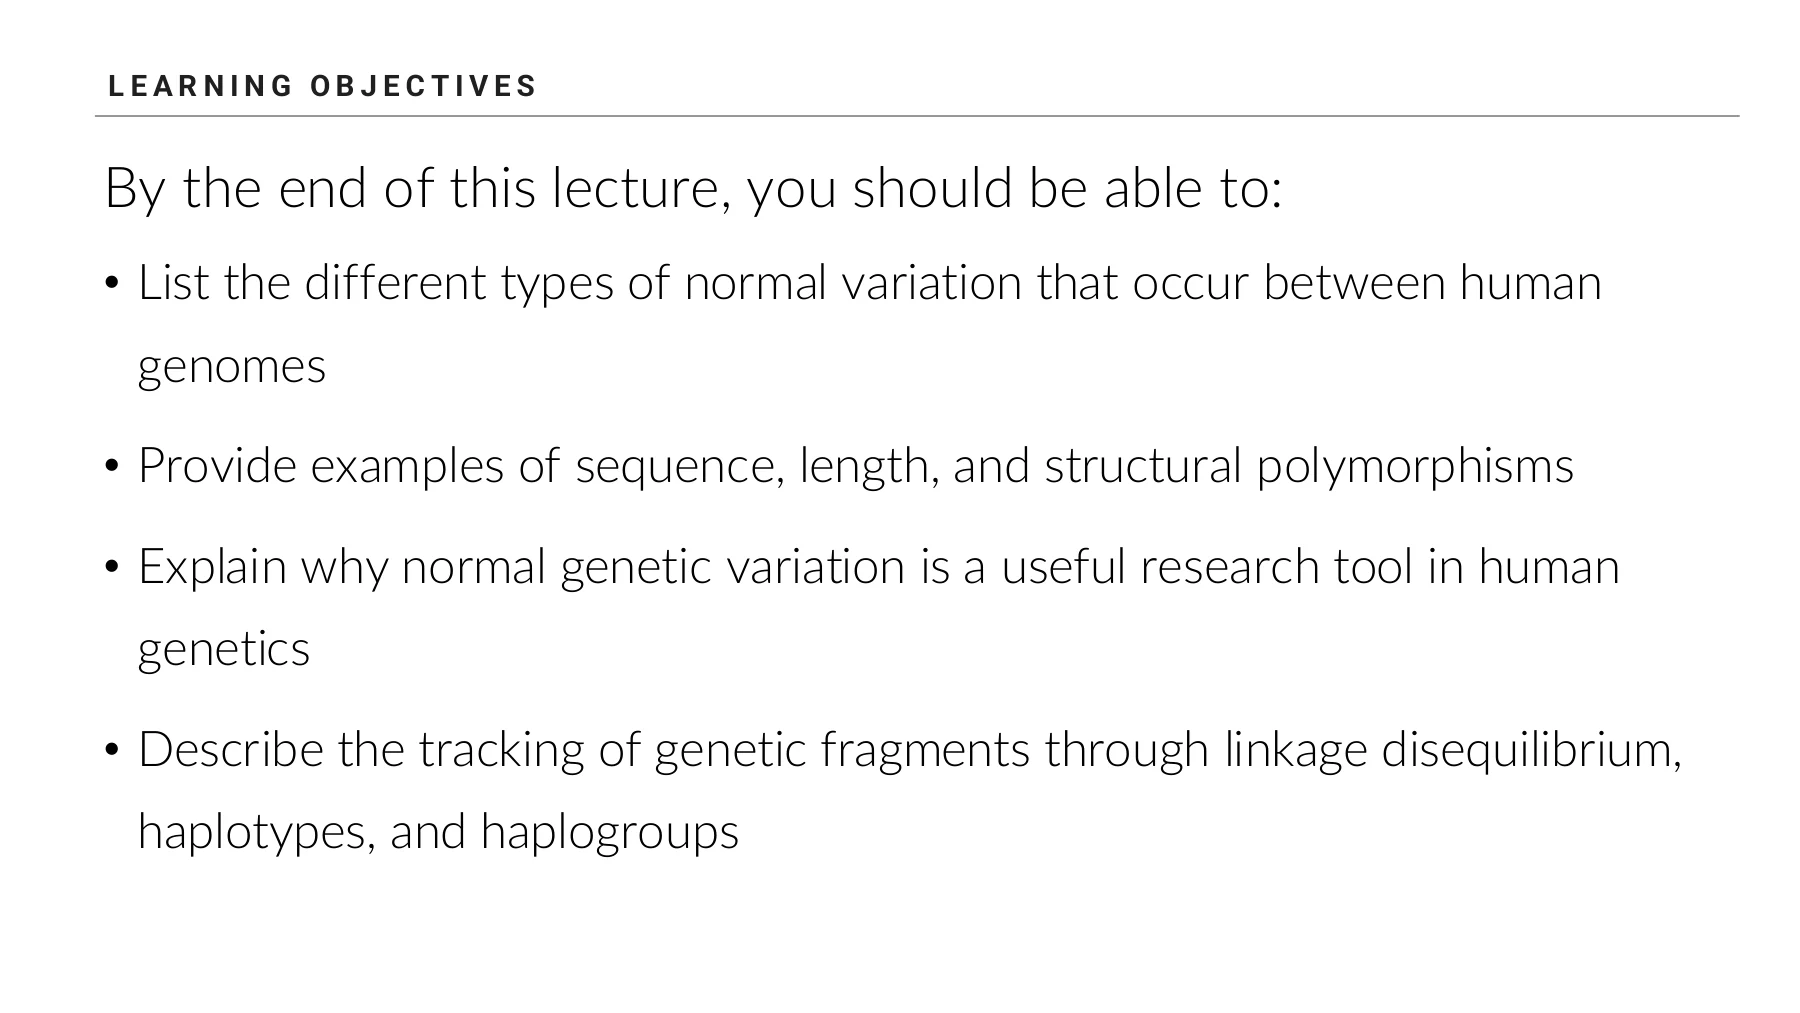 LEARNING OBJECTIVES
By the end of this lecture, you should be able to:
• List the different types of normal variation that occur between human
genomes
• Provide examples of sequence, length, and structural polymorphisms
• Explain why normal genetic variation is a useful research tool in human
genetics
• Describe the tracking of genetic fragments through linkage disequilibrium,
haplotypes, and haplogroups